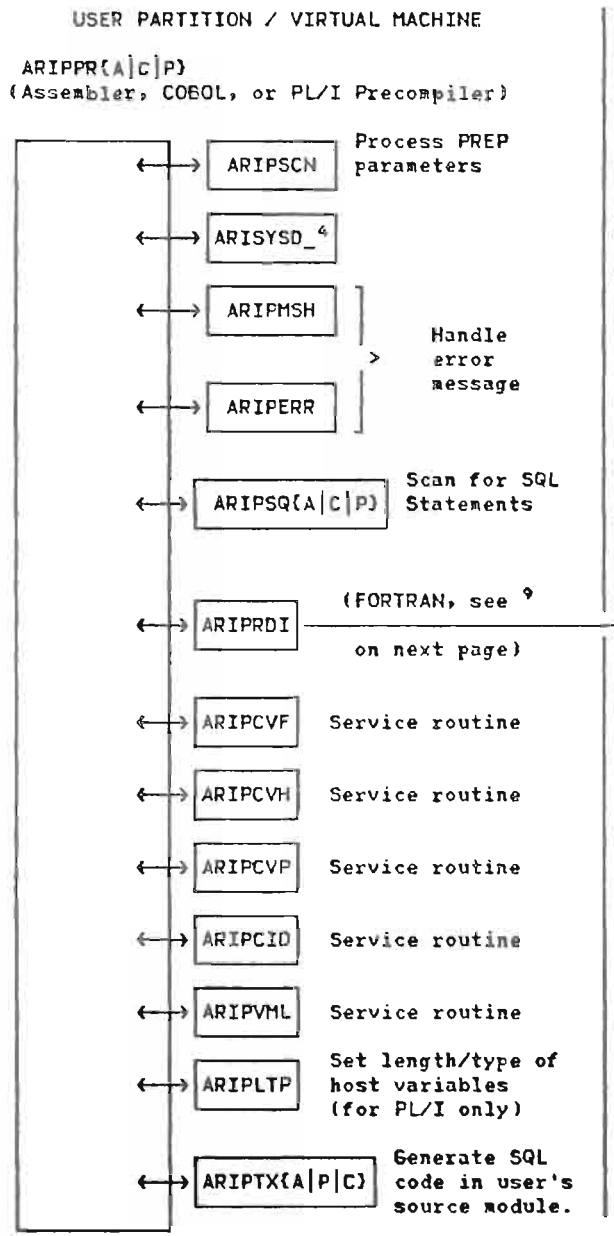 USER PARTITION / VIRTUAL MACHINE
ARIPPR{A|C|P}
(Assembler, COBOL, or PL/I Precompiler)
Process PREP
parameters
ARIPSCN
ARISYSD_4
ARIPMSH
Handle
error
message
>
ARIPERR
Scan for SQL
Statements
ARIPSQ{A|C|P}
(FORTRAN, see 9
on next page)
ARIPRDI
ARIPCVF Service routine
ARIPCVH Service routine
ARIPCVP Service routine
ARIPCID Service routine
ARIPVML Service routine
Set length/type of
host variables
(for PL/I only)
ARIPLTP
Generate SQL
code in user's
source module.
ARIPTX{A|P|C}